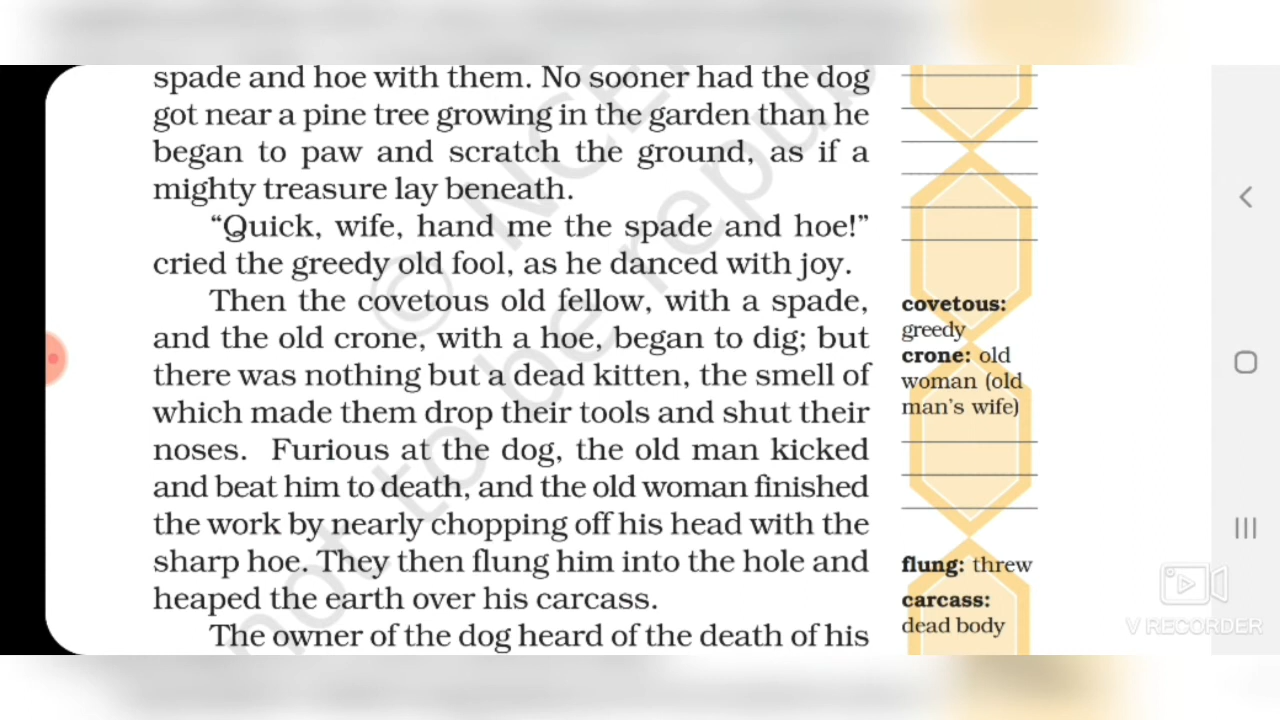 spade and hoe with them. No sooner had the dog
got near a pine tree growing in the garden than he
began to paw and scratch the ground, as if a
mighty treasure lay beneath.
“Quick, wife, hand me the spade and hoe!”
cried the greedy old fool, as he danced with joy.
Then the covetous old fellow, with a spade,
and the old crone, with a hoe, began to dig; but
there was nothing but a dead kitten, the smell of
which made them drop their tools and shut their
noses. Furious at the dog, the old man kicked
and beat him to death, and the old woman finished
the work by nearly chopping off his head with the
sharp hoe. They then flung him into the hole and
heaped the earth over his carcass.
The owner of the dog heard of the death of his
covetous:
greedy
crone: old
woman (old
man’s wife)
flung: threw
carcass:
dead body
© NCE
not to be repu
V RECORDER